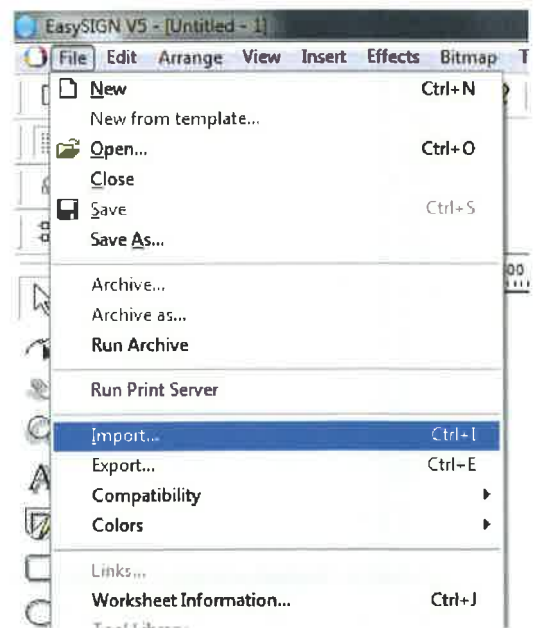 EasySIGN V5 - [Untitled - 1]
File Edit Arrange View Insert Effects Bitmap T
New Ctrl+N
New from template...
Open... Ctrl+O
Close
Save Ctrl+S
Save As...
Archive...
Archive as...
Run Archive
Run Print Server
Import... Ctrl+I
Export... Ctrl+E
Compatibility
Colors
Links...
Worksheet Information... Ctrl+J
Tool Library